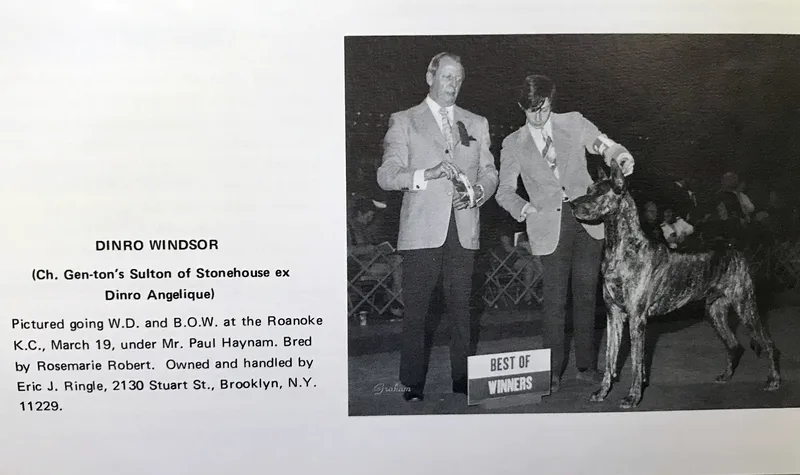 DINRO WINDSOR
(Ch. Gen-ton's Sulton of Stonehouse ex
Dinro Angelique)
Pictured going W.D. and B.O.W. at the Roanoke
K.C., March 19, under Mr. Paul Haynam. Bred
by Rosemarie Robert. Owned and handled by
Eric J. Ringle, 2130 Stuart St., Brooklyn, N.Y.
11229.
BEST OF
WINNERS
Graham